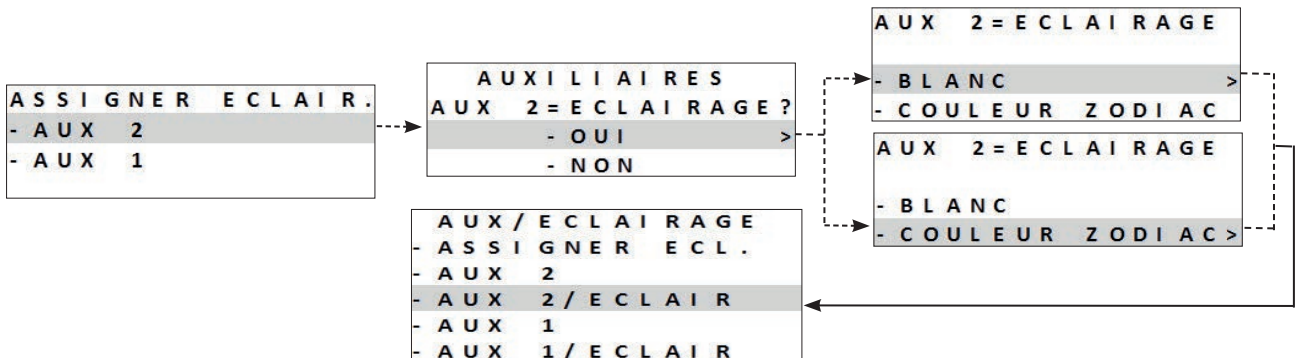 ASSIGNER ECLAIR.
- AUX 2
- AUX 1
AUXILIAIRES
AUX 2=ECLAIRAGE?
- OUI >
- NON
AUX 2=ECLAIRAGE
- BLANC >
- COULEUR ZODIAC
AUX 2=ECLAIRAGE
- BLANC
- COULEUR ZODIAC>
AUX/ECLAIRAGE
- ASSIGNER ECL.
- AUX 2
- AUX 2/ECLAIR
- AUX 1
- AUX 1/ECLAIR